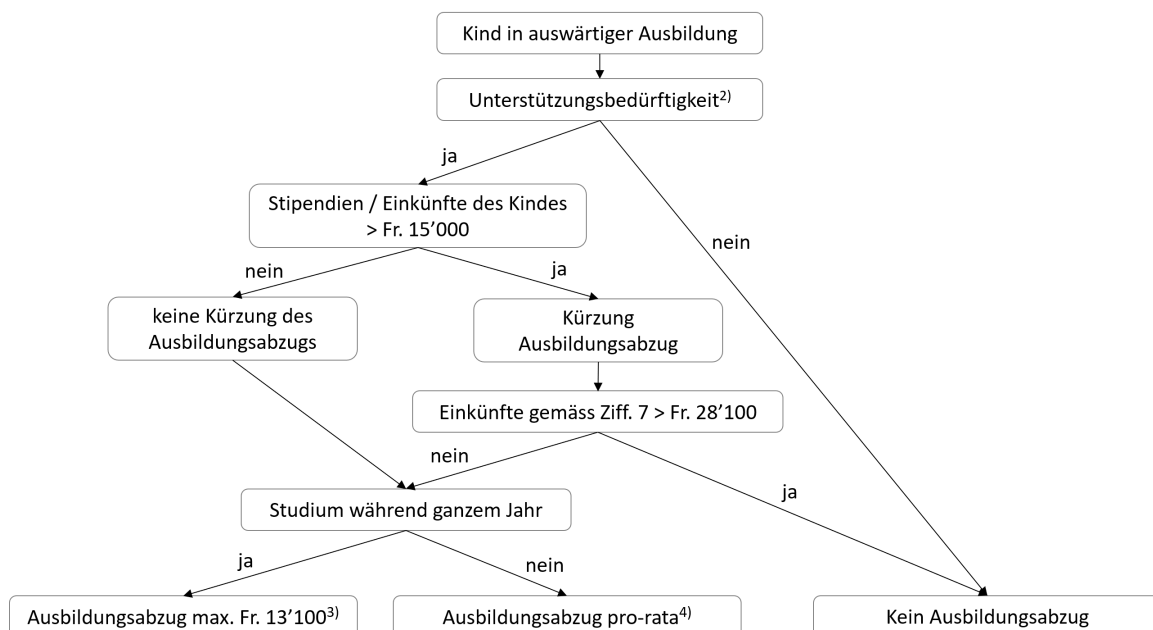 Kind in auswärtiger Ausbildung
Unterstützungsbedürftigkeit2)
ja
Stipendien / Einkünfte des Kindes
> Fr. 15’000
nein
nein
ja
keine Kürzung des
Ausbildungsabzugs
Kürzung
Ausbildungsabzug
Einkünfte gemäss Ziff. 7 > Fr. 28’100
nein
ja
Studium während ganzem Jahr
ja
nein
Ausbildungsabzug max. Fr. 13’1003)
Ausbildungsabzug pro-rata4)
Kein Ausbildungsabzug